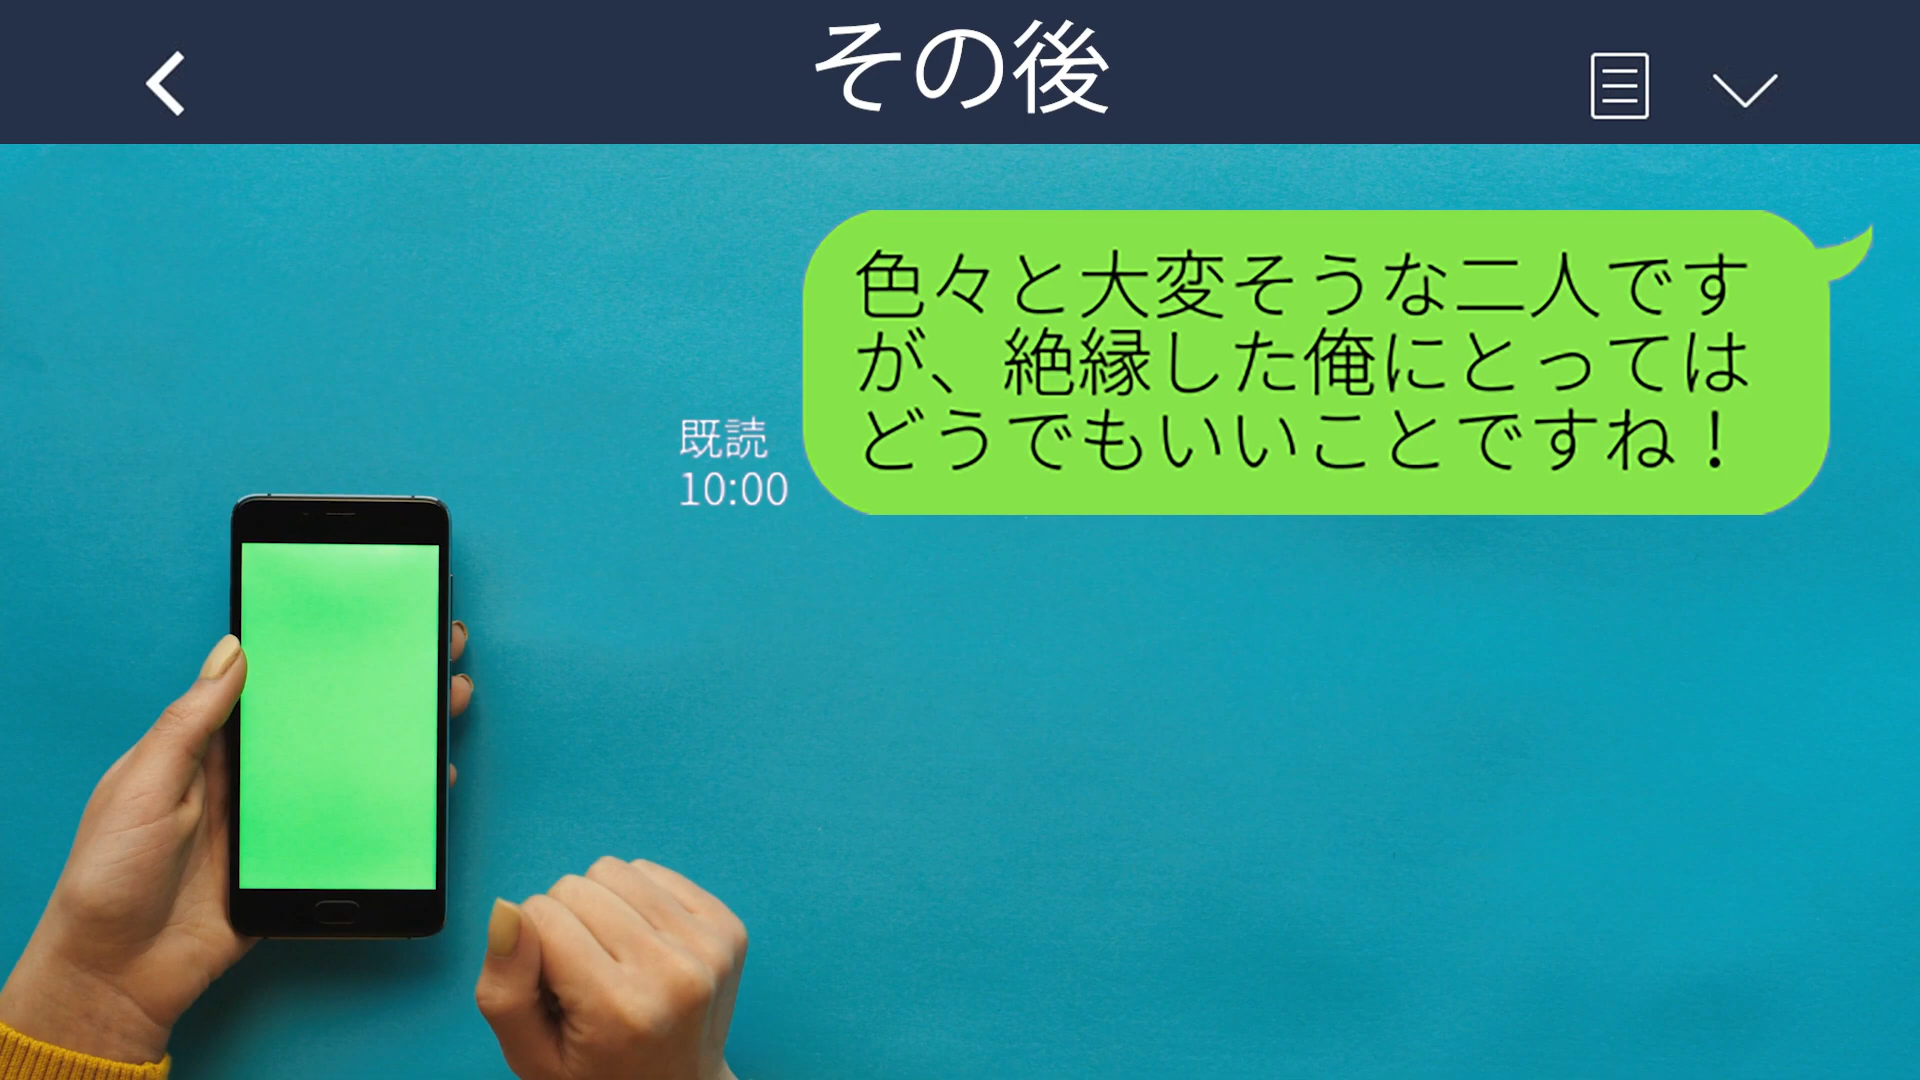 その後
色々と大変そうな二人です
が、絶縁した俺にとっては
どうでもいいことですね！
既読
10:00